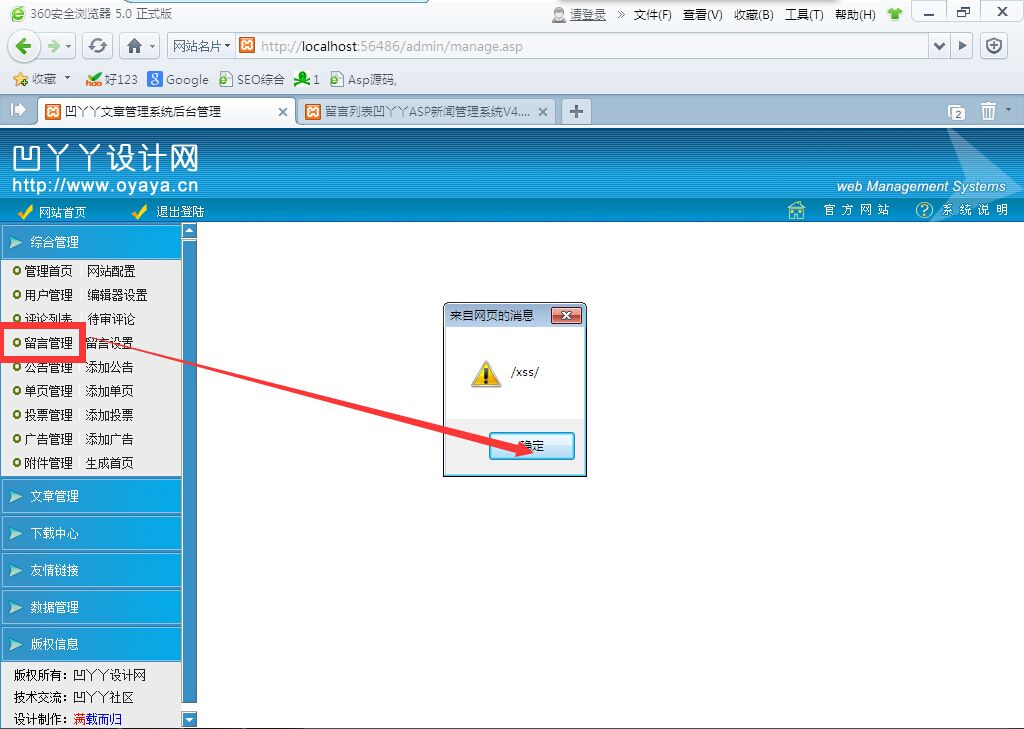 360安全浏览器 5.0 正式版
请登录 » 文件(F) 查看(V) 收藏(B) 工具(T) 帮助(H)
网站名片 http://localhost:56486/admin/manage.asp
收藏 好123 Google SEO综合 1 Asp源码,
凹丫丫文章管理系统后台管理 留言列表凹丫丫ASP新闻管理系统V4.... 2
凹丫丫设计网
http://www.oyaya.cn
web Management Systems
网站首页 退出登陆 官方网站 系统说明
综合管理
管理首页 网站配置
用户管理 编辑器设置
评论列表 待审评论
留言管理 留言设置
公告管理 添加公告
单页管理 添加单页
投票管理 添加投票
广告管理 添加广告
附件管理 生成首页
文章管理
下载中心
友情链接
数据管理
版权信息
版权所有：凹丫丫设计网
技术交流：凹丫丫社区
设计制作：满载而归
来自网页的消息
/xss/
确定